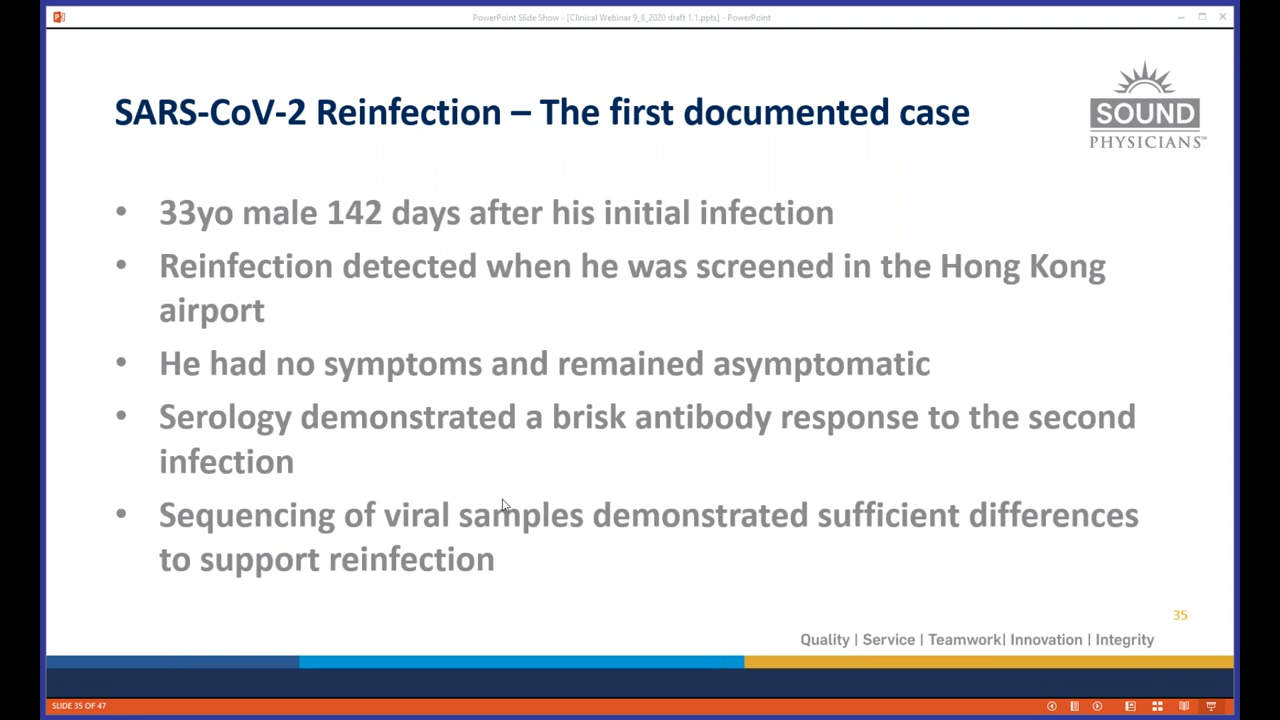 PowerPoint Slide Show - [Clinical Webinar 9_8_2020 draft 1.1.pptx] - PowerPoint
SARS-CoV-2 Reinfection – The first documented case
SOUND
PHYSICIANS™
• 33yo male 142 days after his initial infection
• Reinfection detected when he was screened in the Hong Kong
airport
• He had no symptoms and remained asymptomatic
• Serology demonstrated a brisk antibody response to the second
infection
• Sequencing of viral samples demonstrated sufficient differences
to support reinfection
35
Quality | Service | Teamwork| Innovation | Integrity
SLIDE 35 OF 47